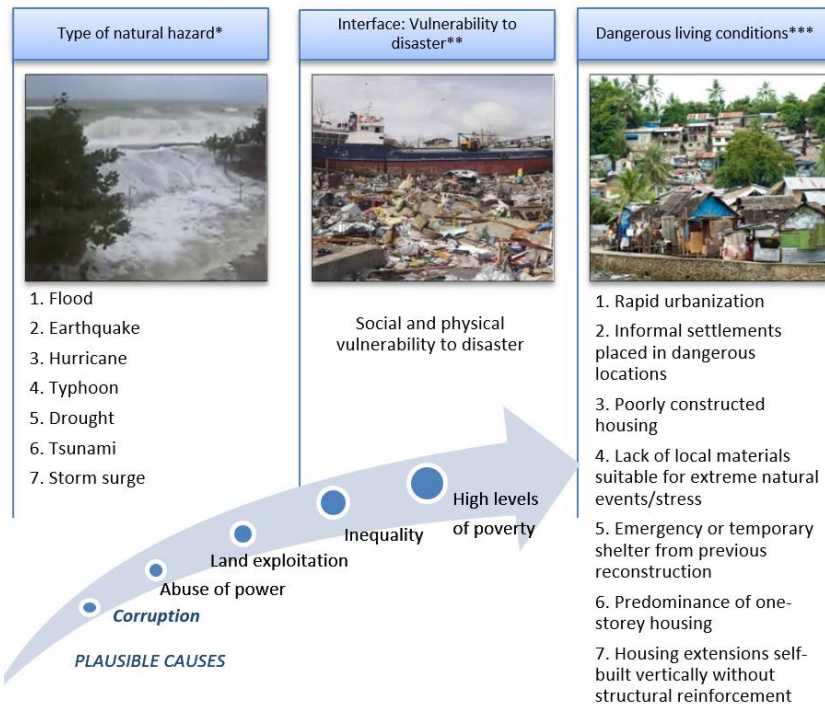 Type of natural hazard*
1. Flood
2. Earthquake
3. Hurricane
4. Typhoon
5. Drought
6. Tsunami
7. Storm surge
Interface: Vulnerability to
disaster**
Social and physical
vulnerability to disaster
Dangerous living conditions***
1. Rapid urbanization
2. Informal settlements
placed in dangerous
locations
3. Poorly constructed
housing
4. Lack of local materials
suitable for extreme natural
events/stress
5. Emergency or temporary
shelter from previous
reconstruction
6. Predominance of one-
storey housing
7. Housing extensions self-
built vertically without
structural reinforcement
High levels
of poverty
Inequality
Land exploitation
Abuse of power
Corruption
PLAUSIBLE CAUSES